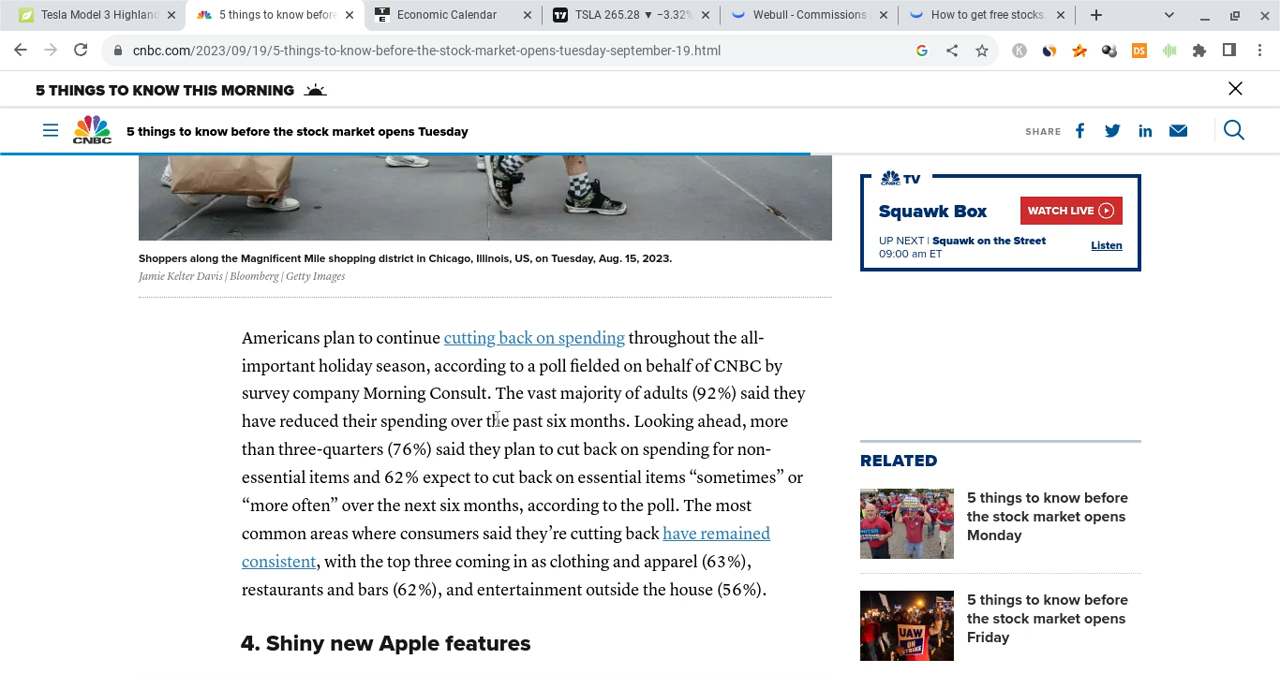 Tesla Model 3 Highlan
5 things to know before
Economic Calendar
TSLA 265.28 ▼ −3.32%
Webull - Commissions
How to get free stocks
cnbc.com/2023/09/19/5-things-to-know-before-the-stock-market-opens-tuesday-september-19.html
5 THINGS TO KNOW THIS MORNING
CNBC
5 things to know before the stock market opens Tuesday
SHARE
Shoppers along the Magnificent Mile shopping district in Chicago, Illinois, US, on Tuesday, Aug. 15, 2023.
Jamie Kelter Davis | Bloomberg | Getty Images
Americans plan to continue cutting back on spending throughout the all-
important holiday season, according to a poll fielded on behalf of CNBC by
survey company Morning Consult. The vast majority of adults (92%) said they
have reduced their spending over the past six months. Looking ahead, more
than three-quarters (76%) said they plan to cut back on spending for non-
essential items and 62% expect to cut back on essential items “sometimes” or
“more often” over the next six months, according to the poll. The most
common areas where consumers said they’re cutting back have remained
consistent, with the top three coming in as clothing and apparel (63%),
restaurants and bars (62%), and entertainment outside the house (56%).
4. Shiny new Apple features
TV
Squawk Box
WATCH LIVE
UP NEXT | Squawk on the Street
09:00 am ET
Listen
RELATED
5 things to know before
the stock market opens
Monday
5 things to know before
the stock market opens
Friday
UAW
ON
STRIKE